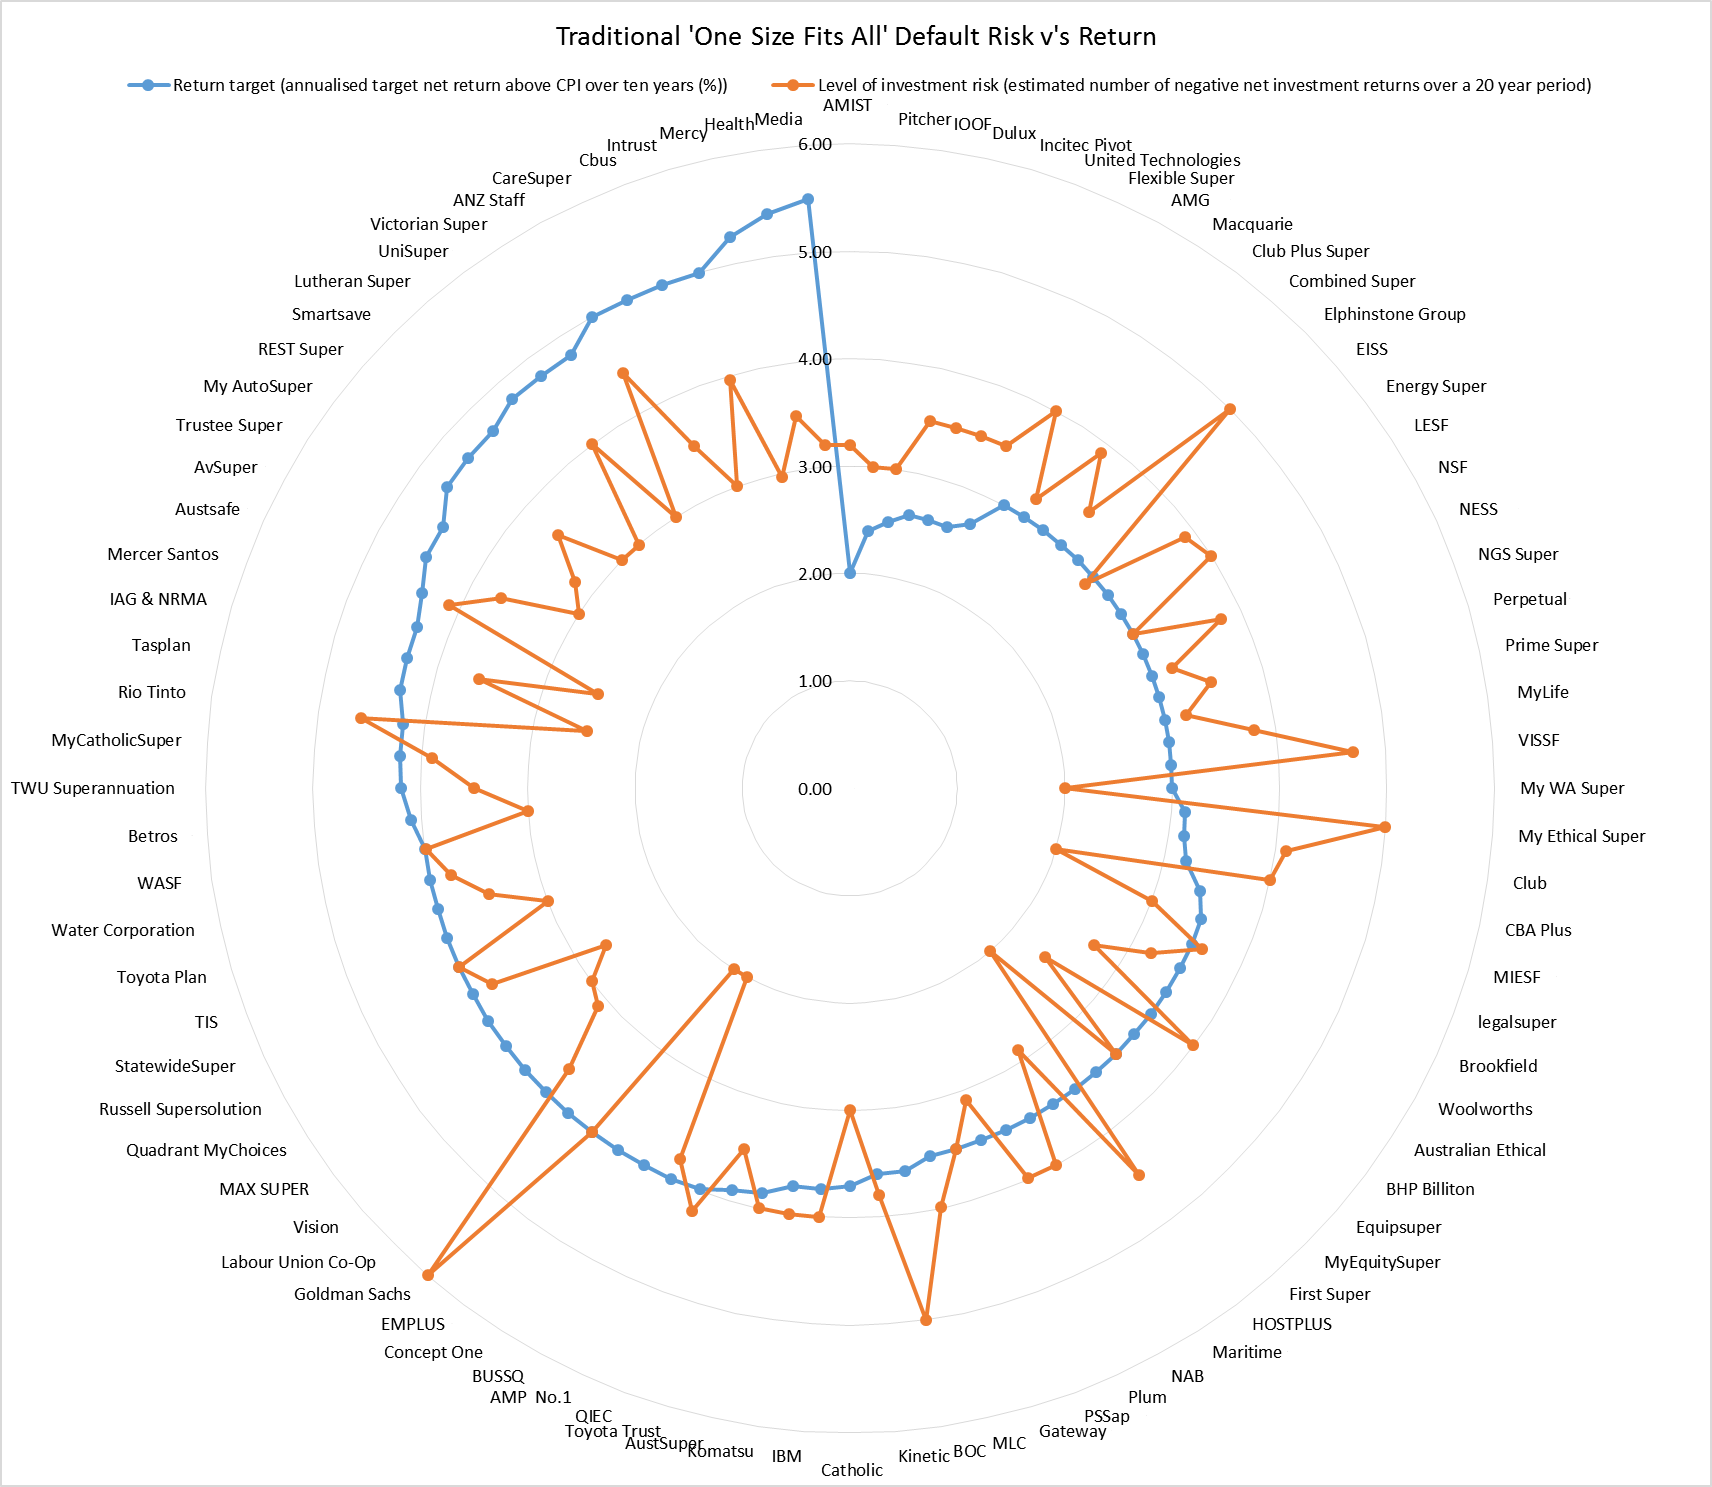 Traditional 'One Size Fits All' Default Risk v's Return
Return target (annualised target net return above CPI over ten years (%))
Level of investment risk (estimated number of negative net investment returns over a 20 year period)
AMIST
Pitcher
IOOF
Dulux
Incitec Pivot
United Technologies
Flexible Super
AMG
Macquarie
Club Plus Super
Combined Super
Elphinstone Group
EISS
Energy Super
LESF
NSF
NESS
NGS Super
Perpetual
Prime Super
MyLife
VISSF
My WA Super
My Ethical Super
Club
CBA Plus
MIESF
legalsuper
Brookfield
Woolworths
Australian Ethical
BHP Billiton
Equipsuper
MyEquitySuper
First Super
HOSTPLUS
Maritime
NAB
Plum
PSSap
Gateway
MLC
BOC
Kinetic
Catholic
IBM
Komatsu
AustSuper
Toyota Trust
QIEC
AMP No.1
BUSSQ
Concept One
EMPLUS
Goldman Sachs
Labour Union Co-Op
Vision
MAX SUPER
Quadrant MyChoices
Russell Supersolution
StatewideSuper
TIS
Toyota Plan
Water Corporation
WASF
Betros
TWU Superannuation
MyCatholicSuper
Rio Tinto
Tasplan
IAG & NRMA
Mercer Santos
Austsafe
AvSuper
Trustee Super
My AutoSuper
REST Super
Smartsave
Lutheran Super
UniSuper
Victorian Super
ANZ Staff
CareSuper
Cbus
Intrust
Mercy
Health
Media
6.00
5.00
4.00
3.00
2.00
1.00
0.00